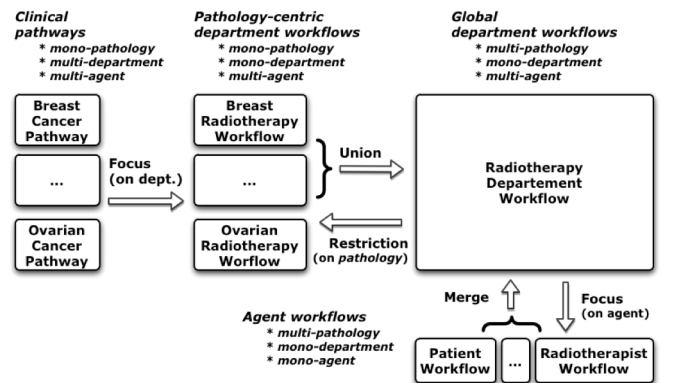 Clinical
pathways
* mono-pathology
* multi-department
* multi-agent
Pathology-centric
department workflows
* mono-pathology
* mono-department
* multi-agent
Global
department workflows
* multi-pathology
* mono-department
* multi-agent
Breast
Cancer
Pathway
...
Ovarian
Cancer
Pathway
Focus
(on dept.)
Breast
Radiotherapy
Workflow
...
Ovarian
Radiotherapy
Worflow
Union
Restriction
(on pathology)
Radiotherapy
Departement
Workflow
Merge
Focus
(on agent)
Agent workflows
* multi-pathology
* mono-department
* mono-agent
Patient
Workflow
...
Radiotherapist
Workflow